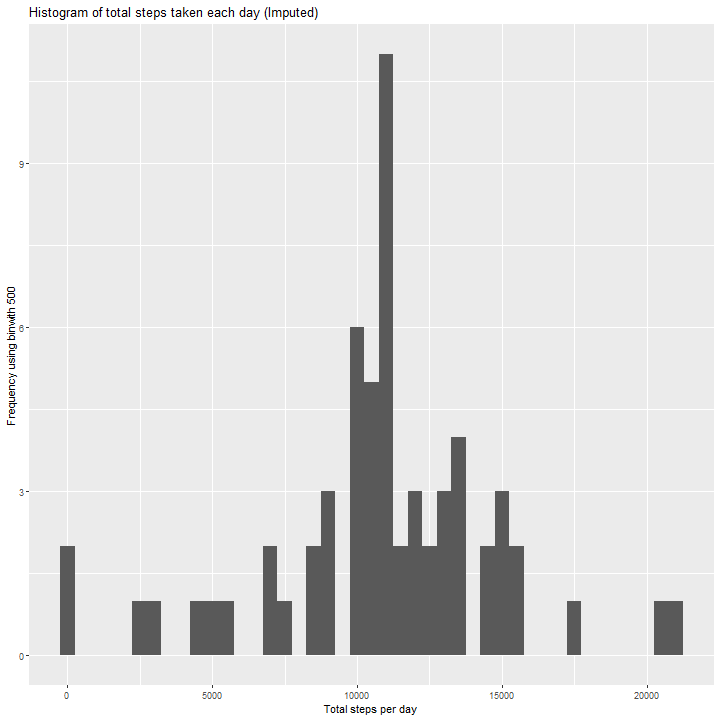 Histogram of total steps taken each day (Imputed)
Frequency using binwith 500
9
6
3
0
0 5000 10000 15000 20000
Total steps per day